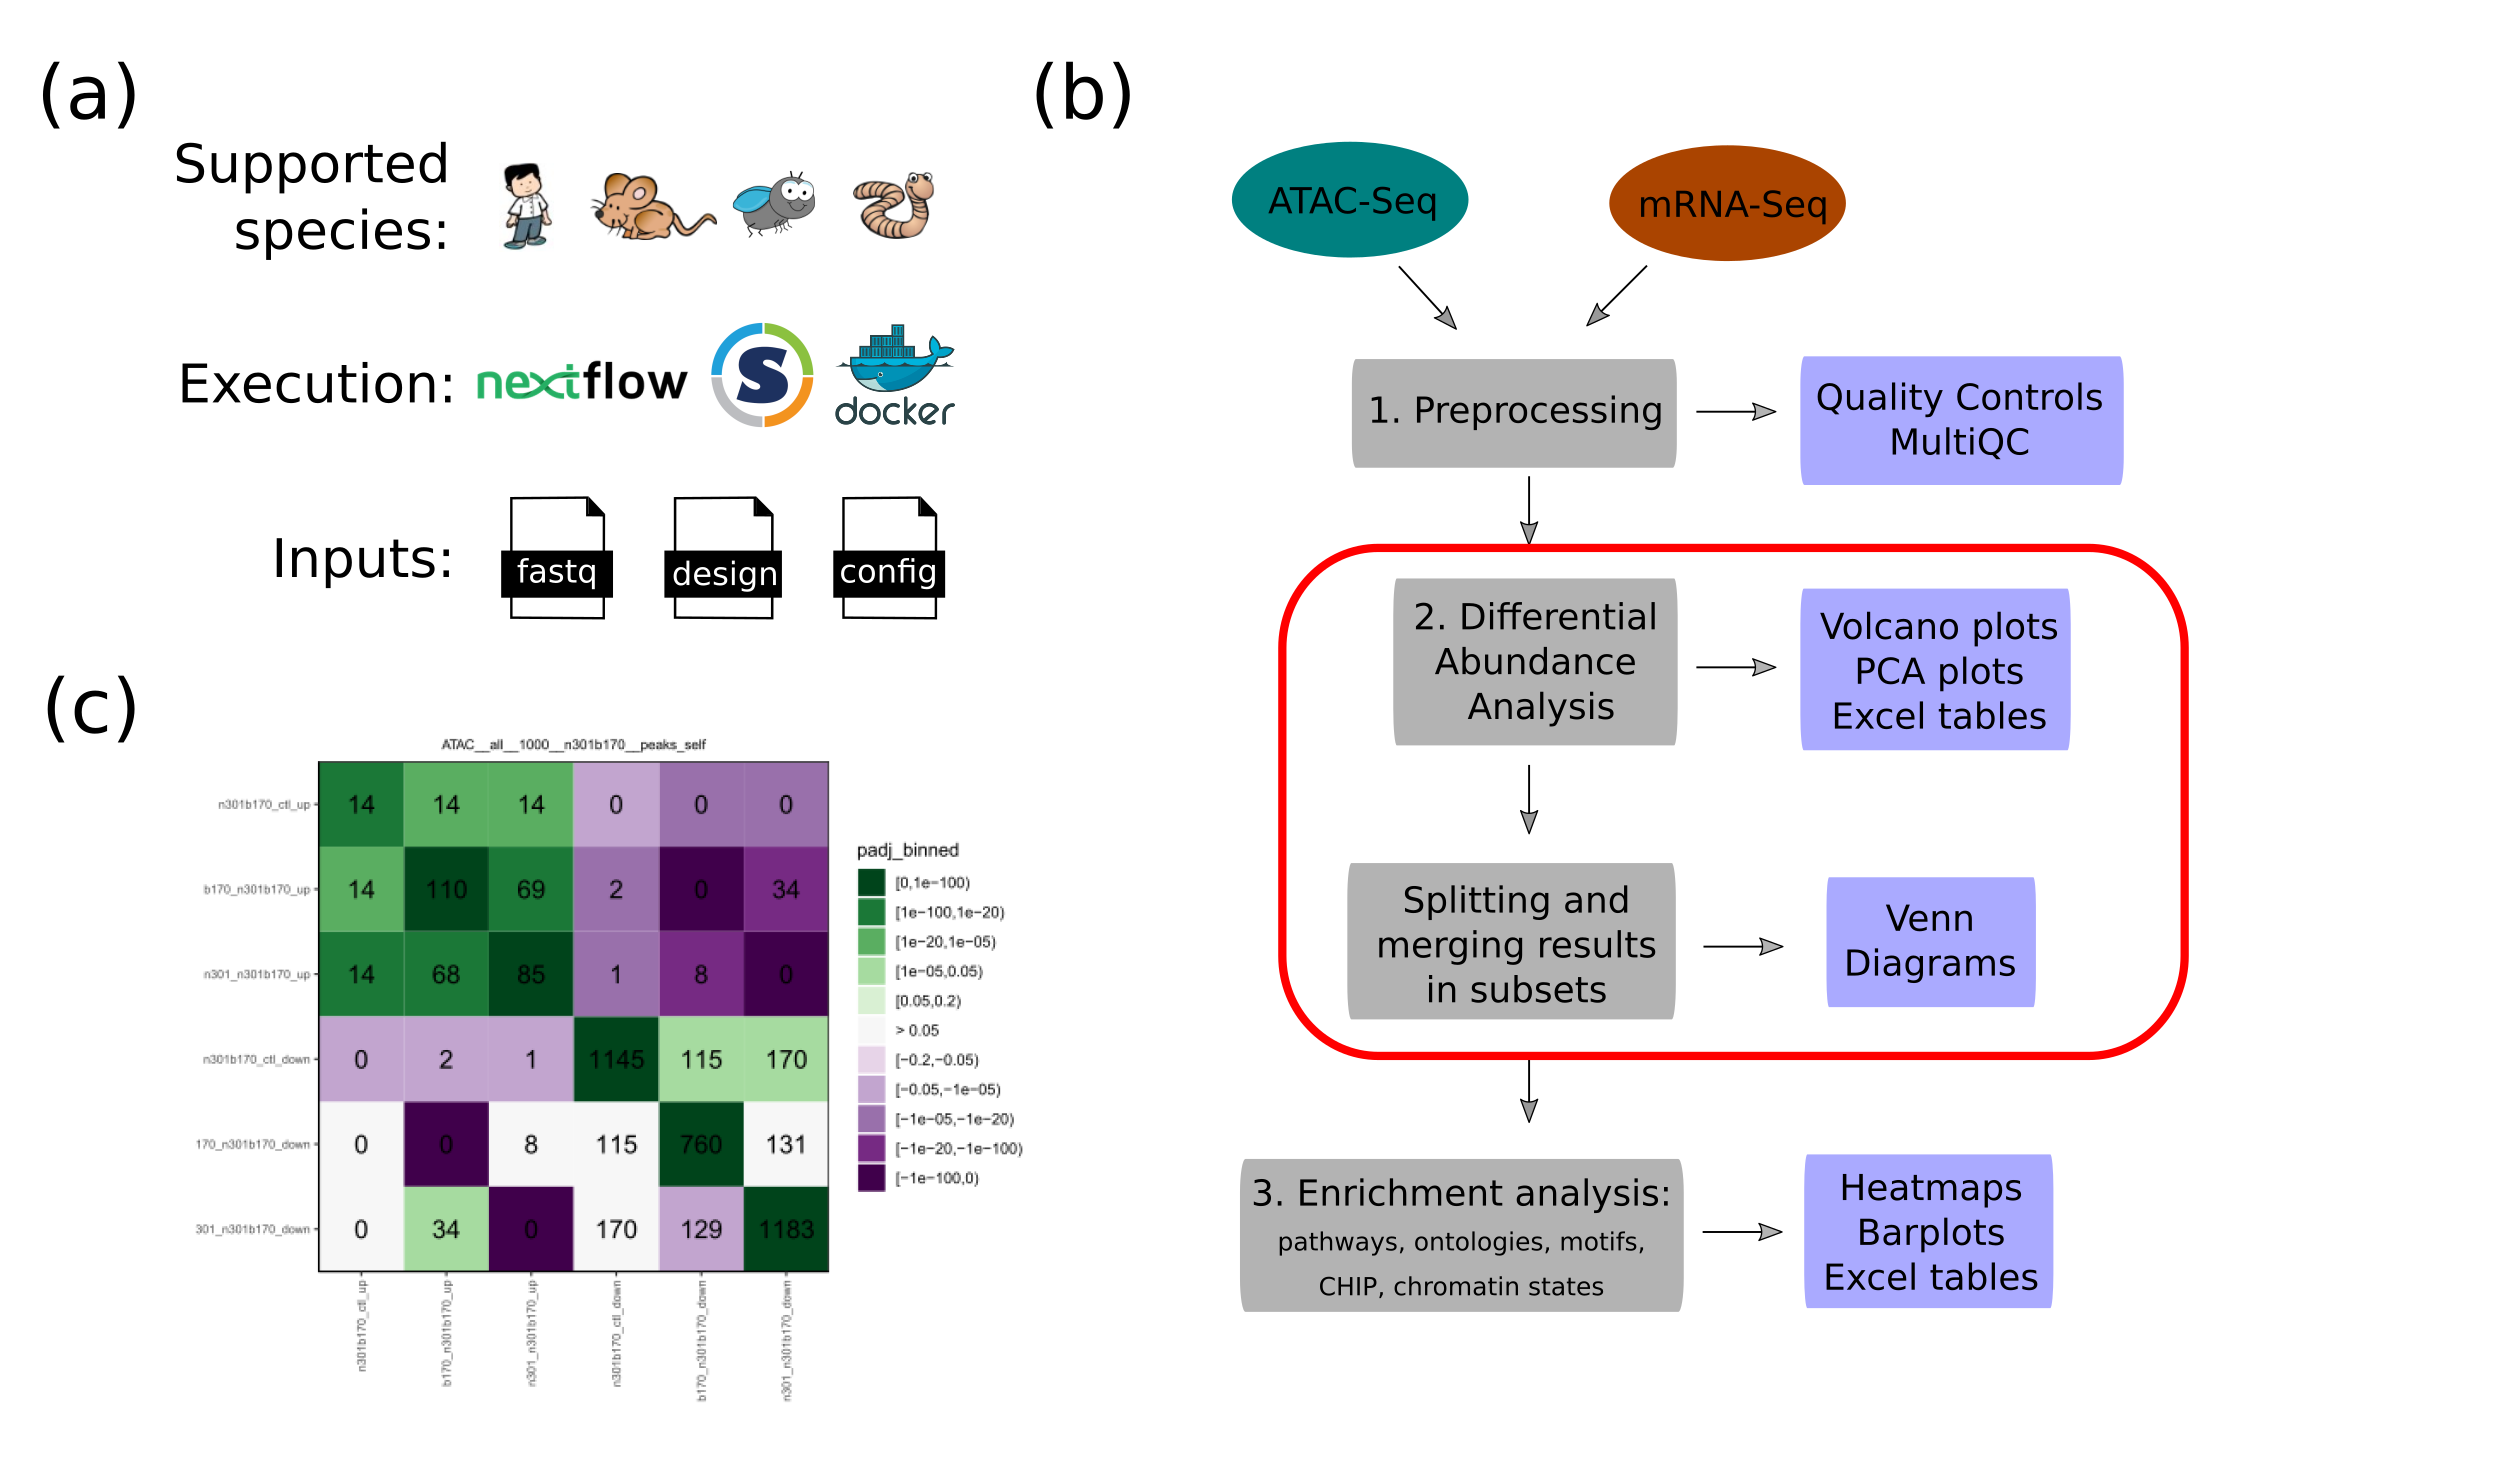 (a)
Supported
species:
Execution:
nextflow
S
docker
Inputs:
fastq
design
config
(b)
ATAC-Seq
mRNA-Seq
1. Preprocessing
Quality Controls
MultiQC
2. Differential
Abundance
Analysis
Volcano plots
PCA plots
Excel tables
Splitting and
merging results
in subsets
Venn
Diagrams
3. Enrichment analysis:
pathways, ontologies, motifs,
CHIP, chromatin states
Heatmaps
Barplots
Excel tables
(c)
ATAC__all__1000__n301b170__peaks_self
n301b170_ctl_up 14 14 14 0 0 0
b170_n301b170_up 14 110 69 2 0 34
n301_n301b170_up 14 68 85 1 8 0
n301b170_ctl_down 0 2 1 1145 115 170
170_n301b170_down 0 0 8 115 760 131
301_n301b170_down 0 34 0 170 129 1183
n301b170_ctl_up
b170_n301b170_up
n301_n301b170_up
n301b170_ctl_down
b170_n301b170_down
n301_n301b170_down
padj_binned
[0,1e−100)
[1e−100,1e−20)
[1e−20,1e−05)
[1e−05,0.05)
[0.05,0.2)
> 0.05
[−0.2,−0.05)
[−0.05,−1e−05)
[−1e−05,−1e−20)
[−1e−20,−1e−100)
[−1e−100,0)